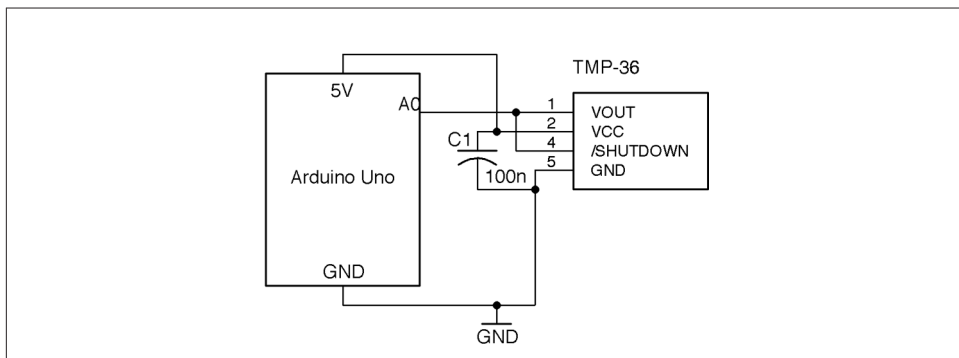 TMP-36
5V
A0
1
VOUT
2
VCC
C1
4
/SHUTDOWN
Arduino Uno
100n
5
GND
GND
GND